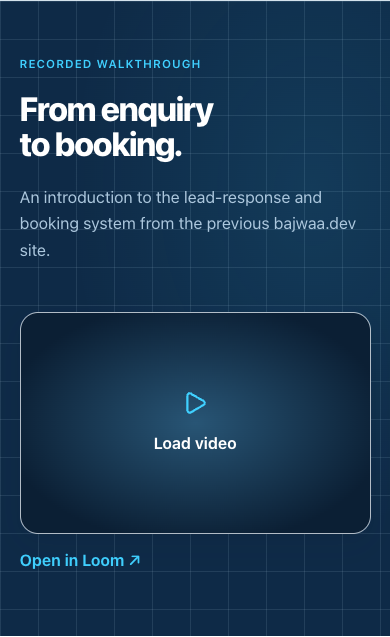 RECORDED WALKTHROUGH
From enquiry
to booking.
An introduction to the lead-response and
booking system from the previous bajwaa.dev
site.
Load video
Open in Loom ↗